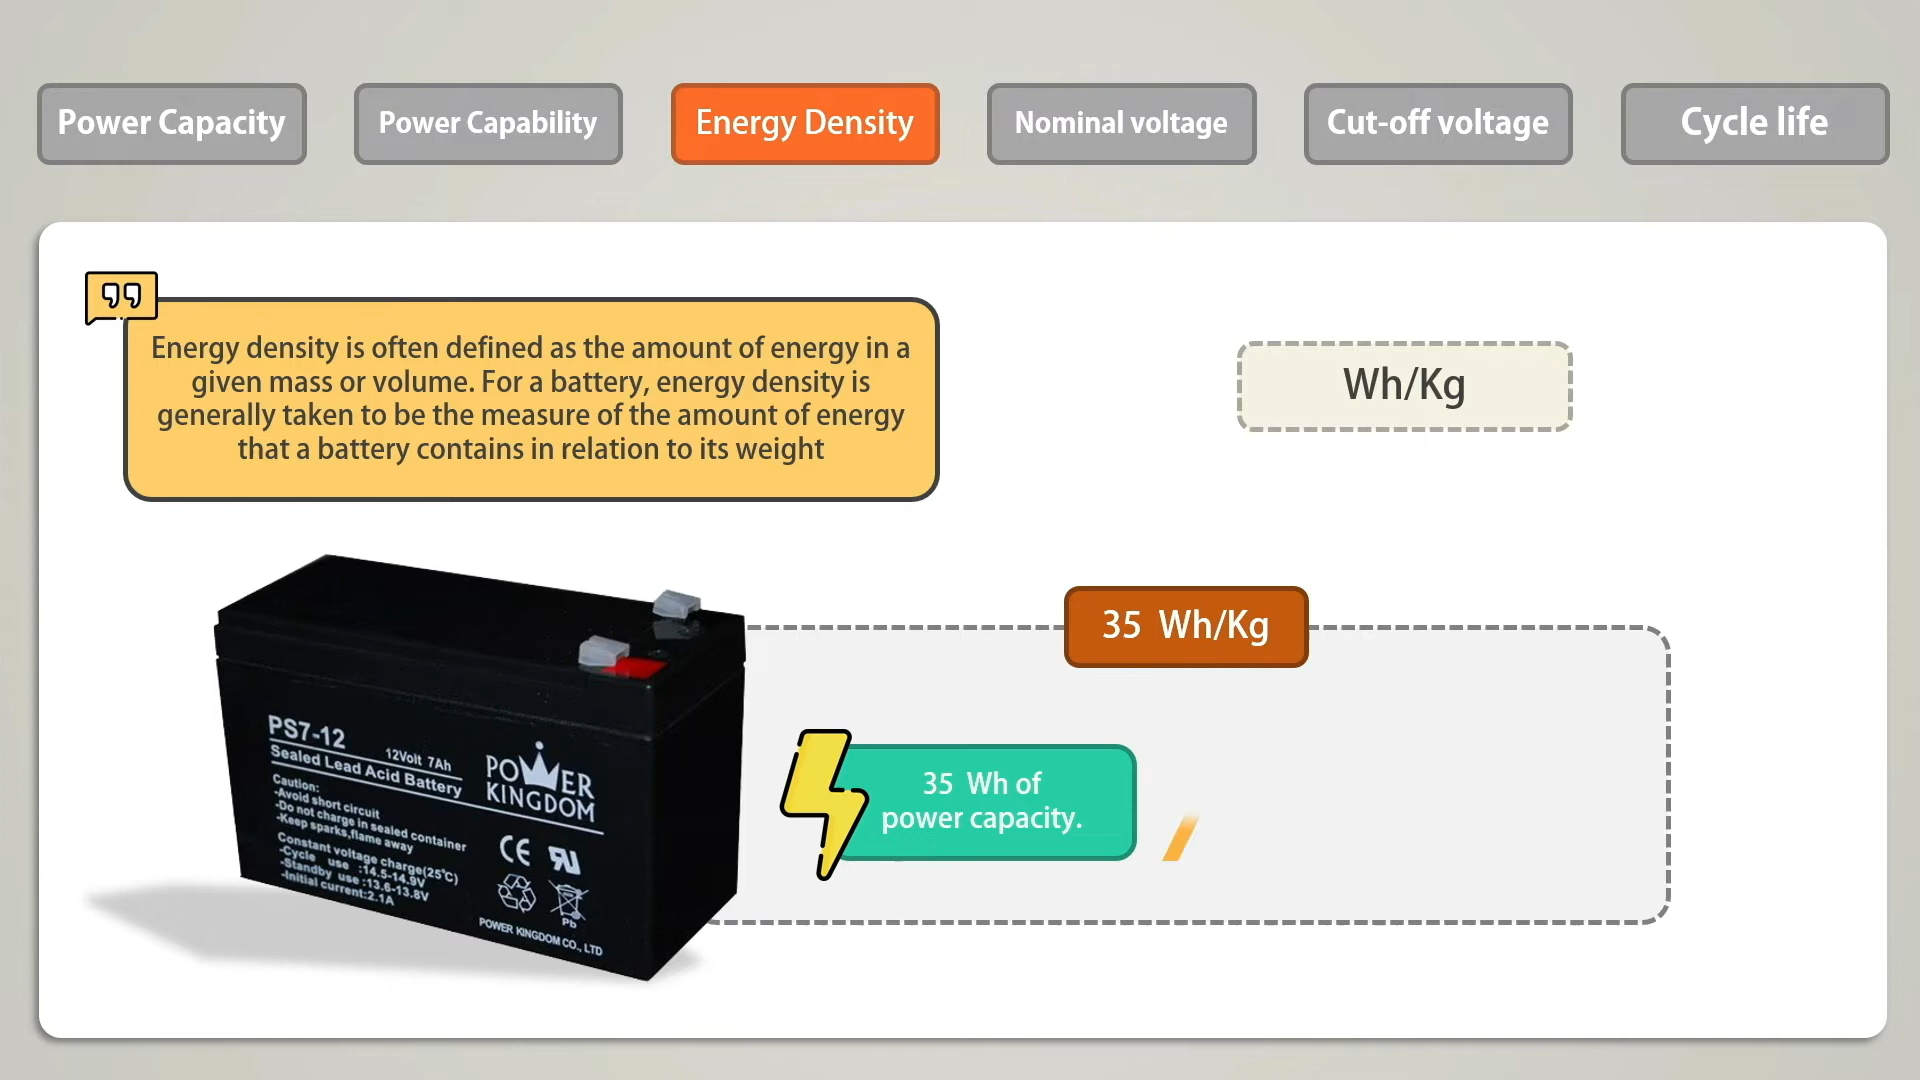 Power Capacity
Power Capability
Energy Density
Nominal voltage
Cut-off voltage
Cycle life
Energy density is often defined as the amount of energy in a
given mass or volume. For a battery, energy density is
generally taken to be the measure of the amount of energy
that a battery contains in relation to its weight
Wh/Kg
35 Wh/Kg
35 Wh of
power capacity.
PS7-12
12Volt 7Ah
Sealed Lead Acid Battery
POWER
KINGDOM
Caution:
-Avoid short circuit
-Do not charge in sealed container
-Keep sparks,flame away
Constant voltage charge(25℃)
-Cycle use :14.5-14.9V
-Standby use :13.6-13.8V
-Initial current:2.1A
CE
Pb
POWER KINGDOM CO., LTD